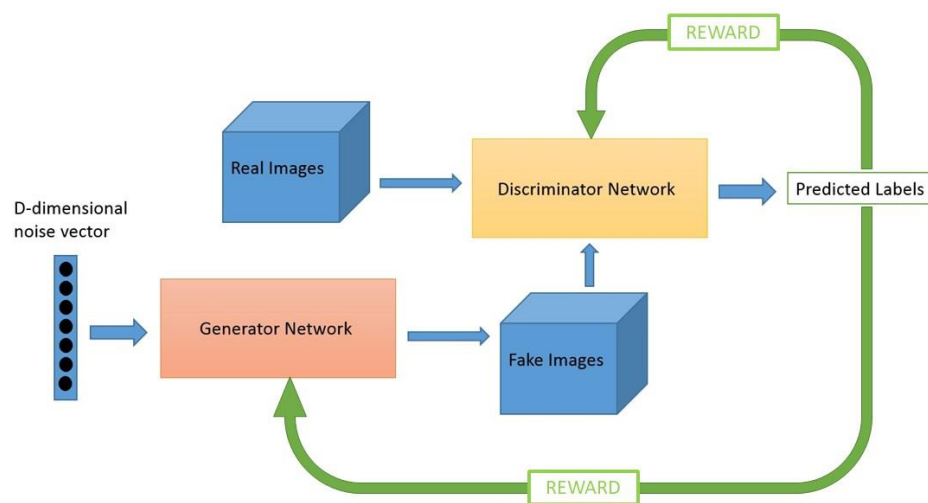 REWARD
Real Images
Discriminator Network
Predicted Labels
D-dimensional
noise vector
Generator Network
Fake Images
REWARD